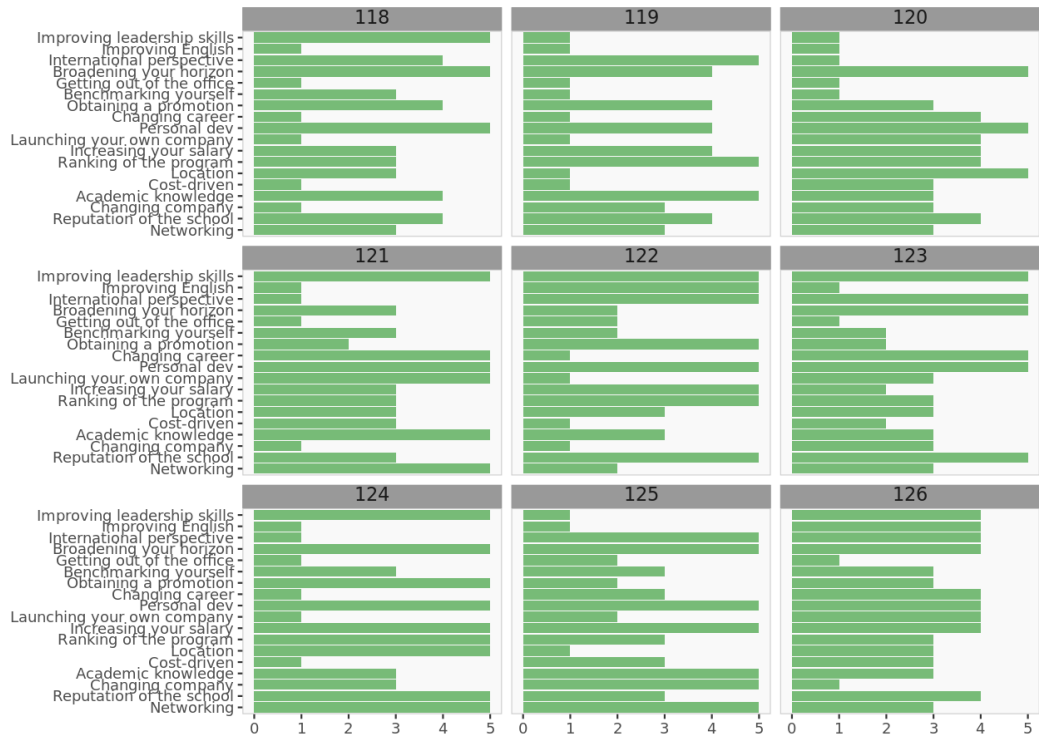 118 119 120
Improving leadership skills
Improving English
International perspective
Broadening your horizon
Getting out of the office
Benchmarking yourself
Obtaining a promotion
Changing career
Personal dev
Launching your own company
Increasing your salary
Ranking of the program
Location
Cost-driven
Academic knowledge
Changing company
Reputation of the school
Networking
121 122 123
Improving leadership skills
Improving English
International perspective
Broadening your horizon
Getting out of the office
Benchmarking yourself
Obtaining a promotion
Changing career
Personal dev
Launching your own company
Increasing your salary
Ranking of the program
Location
Cost-driven
Academic knowledge
Changing company
Reputation of the school
Networking
124 125 126
Improving leadership skills
Improving English
International perspective
Broadening your horizon
Getting out of the office
Benchmarking yourself
Obtaining a promotion
Changing career
Personal dev
Launching your own company
Increasing your salary
Ranking of the program
Location
Cost-driven
Academic knowledge
Changing company
Reputation of the school
Networking
0 1 2 3 4 5 0 1 2 3 4 5 0 1 2 3 4 5